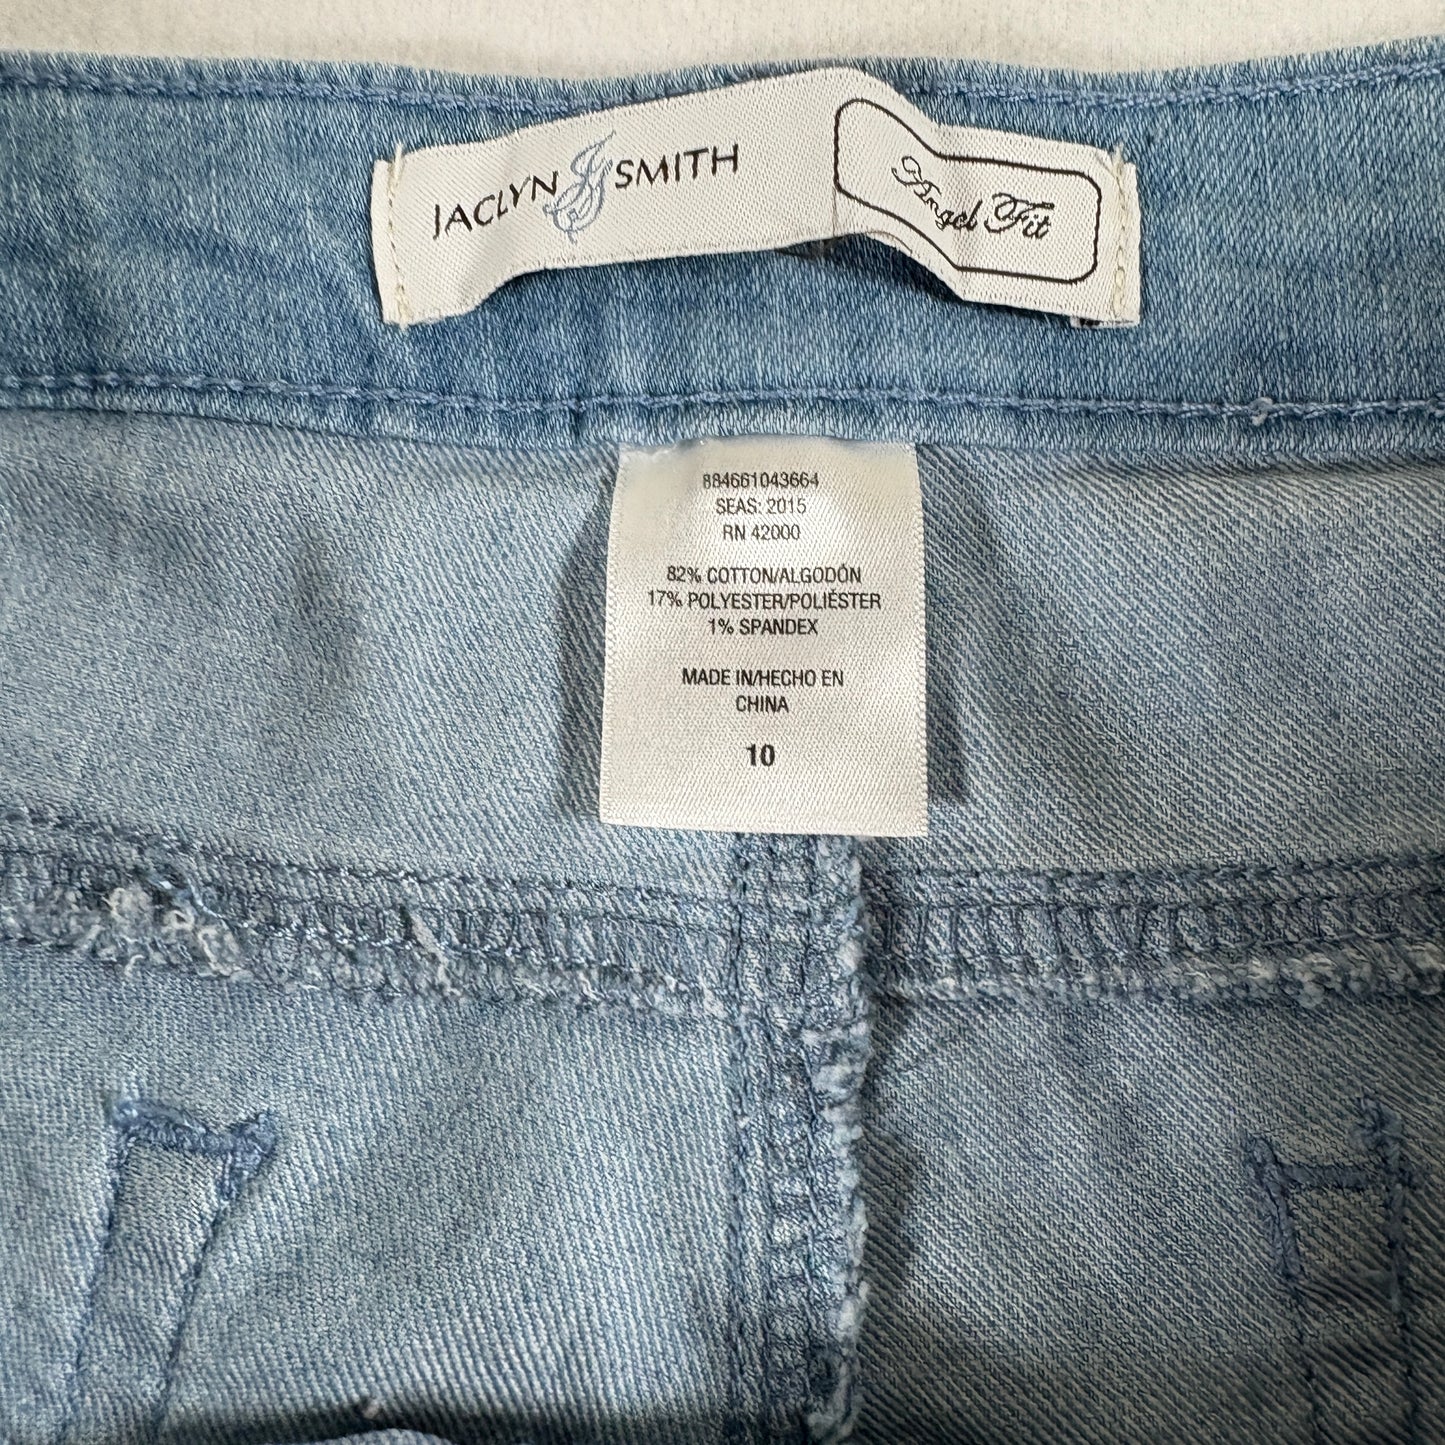 JACLYN JS SMITH
Angel Fit
884661043664
SEAS: 2015
RN 42000
82% COTTON/ALGODÓN
17% POLYESTER/POLIÉSTER
1% SPANDEX
MADE IN/HECHO EN
CHINA
10